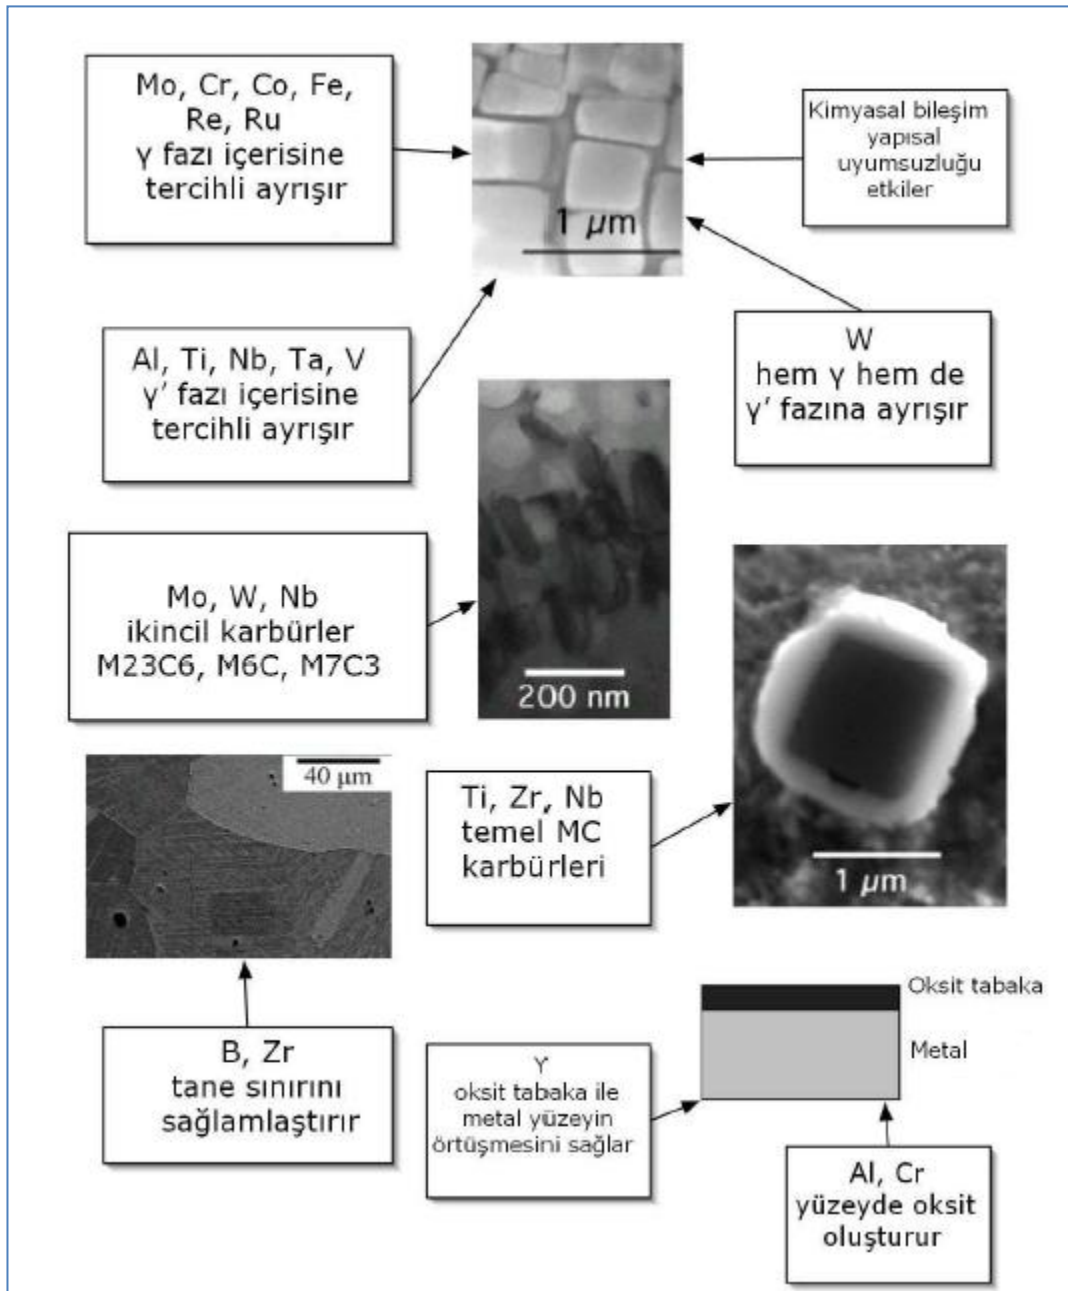 Mo, Cr, Co, Fe,
Re, Ru
γ fazı içerisine
tercihli ayrışır
1 µm
Kimyasal bileşim
yapısal
uyumsuzluğu
etkiler
Al, Ti, Nb, Ta, V
γ’ fazı içerisine
tercihli ayrışır
W
hem γ hem de
γ’ fazına ayrışır
Mo, W, Nb
ikincil karbürler
M23C6, M6C, M7C3
200 nm
40 µm
Ti, Zr, Nb
temel MC
karbürleri
1 µm
B, Zr
tane sınırını
sağlamlaştırır
Y
oksit tabaka ile
metal yüzeyin
örtüşmesini sağlar
Oksit tabaka
Metal
Al, Cr
yüzeyde oksit
oluşturur